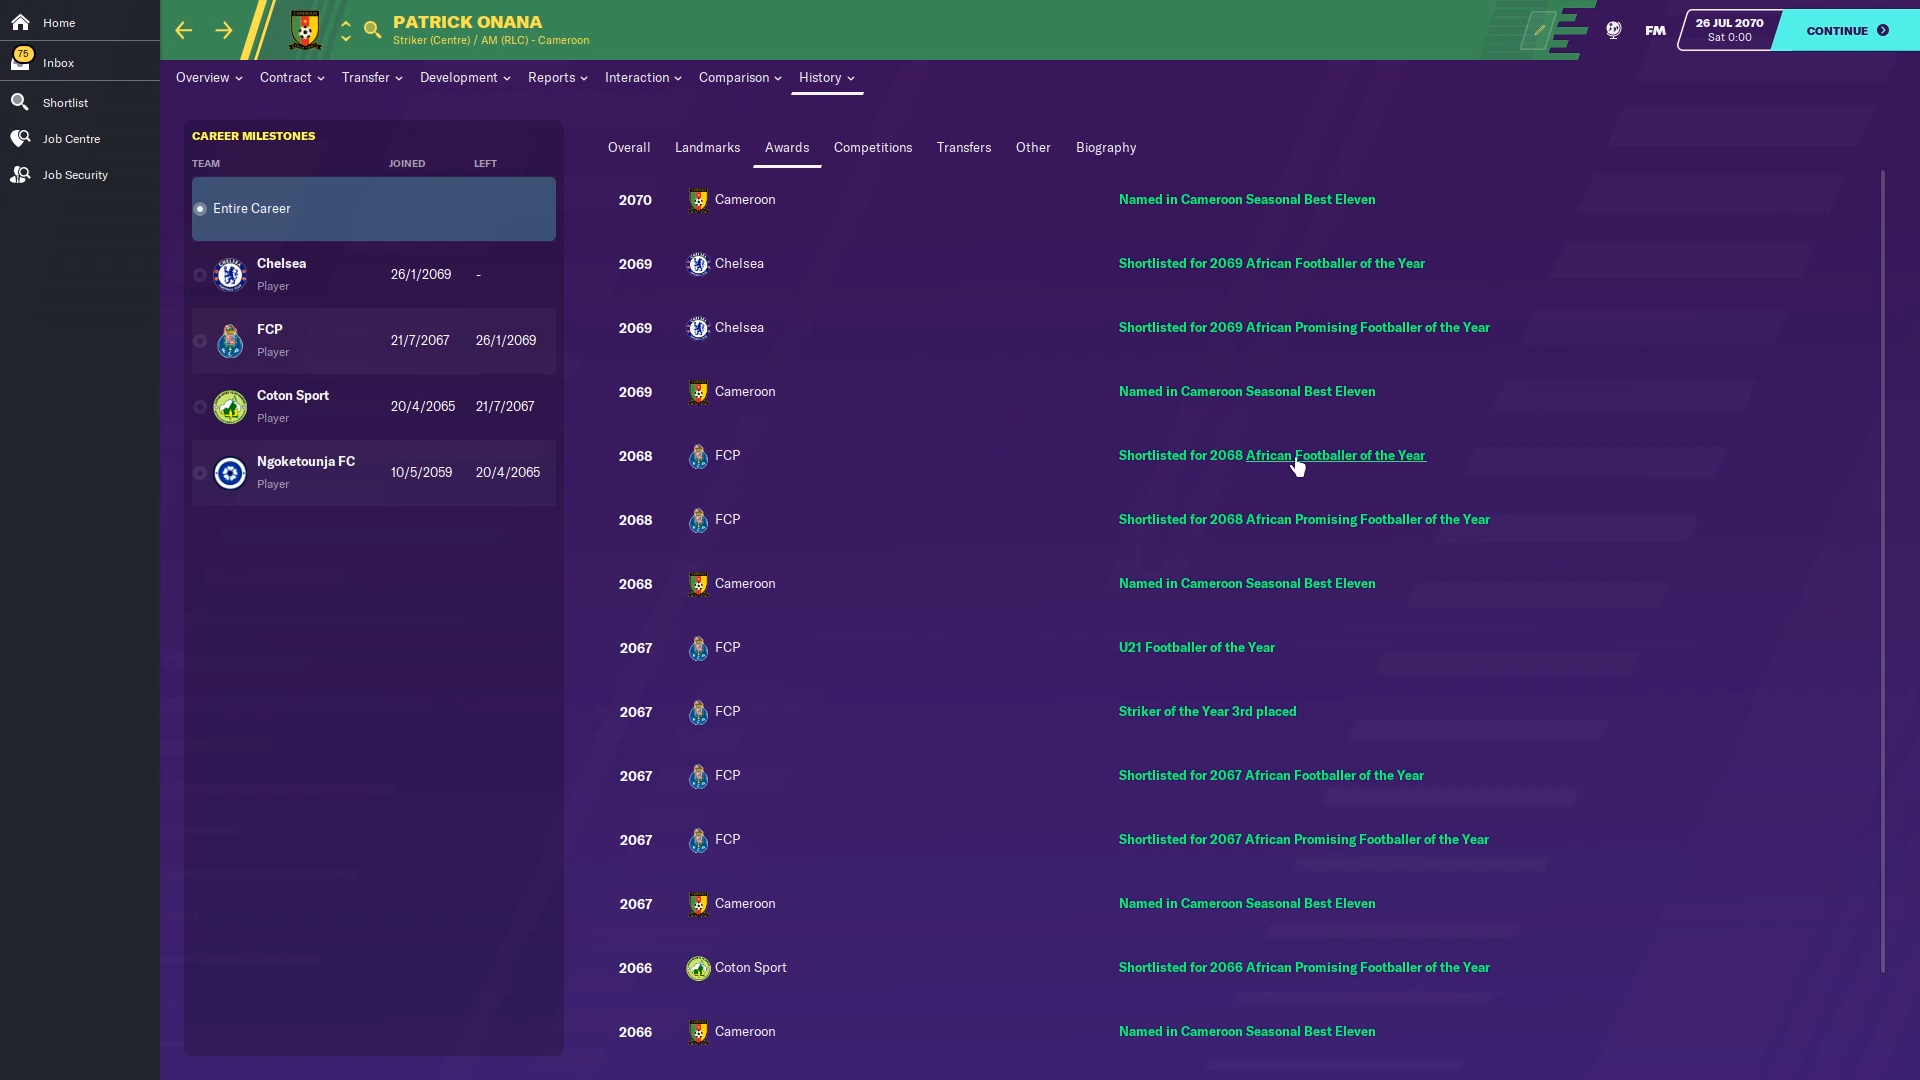 Home
75
Inbox
Shortlist
Job Centre
Job Security
PATRICK ONANA
Striker (Centre) / AM (RLC) - Cameroon
FM
26 JUL 2070
Sat 0:00
CONTINUE
Overview
Contract
Transfer
Development
Reports
Interaction
Comparison
History
CAREER MILESTONES
TEAM JOINED LEFT
Entire Career
Chelsea
Player
26/1/2069 -
FCP
Player
21/7/2067 26/1/2069
Coton Sport
Player
20/4/2065 21/7/2067
Ngoketounja FC
Player
10/5/2059 20/4/2065
Overall Landmarks Awards Competitions Transfers Other Biography
2070 Cameroon Named in Cameroon Seasonal Best Eleven
2069 Chelsea Shortlisted for 2069 African Footballer of the Year
2069 Chelsea Shortlisted for 2069 African Promising Footballer of the Year
2069 Cameroon Named in Cameroon Seasonal Best Eleven
2068 FCP Shortlisted for 2068 African Footballer of the Year
2068 FCP Shortlisted for 2068 African Promising Footballer of the Year
2068 Cameroon Named in Cameroon Seasonal Best Eleven
2067 FCP U21 Footballer of the Year
2067 FCP Striker of the Year 3rd placed
2067 FCP Shortlisted for 2067 African Footballer of the Year
2067 FCP Shortlisted for 2067 African Promising Footballer of the Year
2067 Cameroon Named in Cameroon Seasonal Best Eleven
2066 Coton Sport Shortlisted for 2066 African Promising Footballer of the Year
2066 Cameroon Named in Cameroon Seasonal Best Eleven